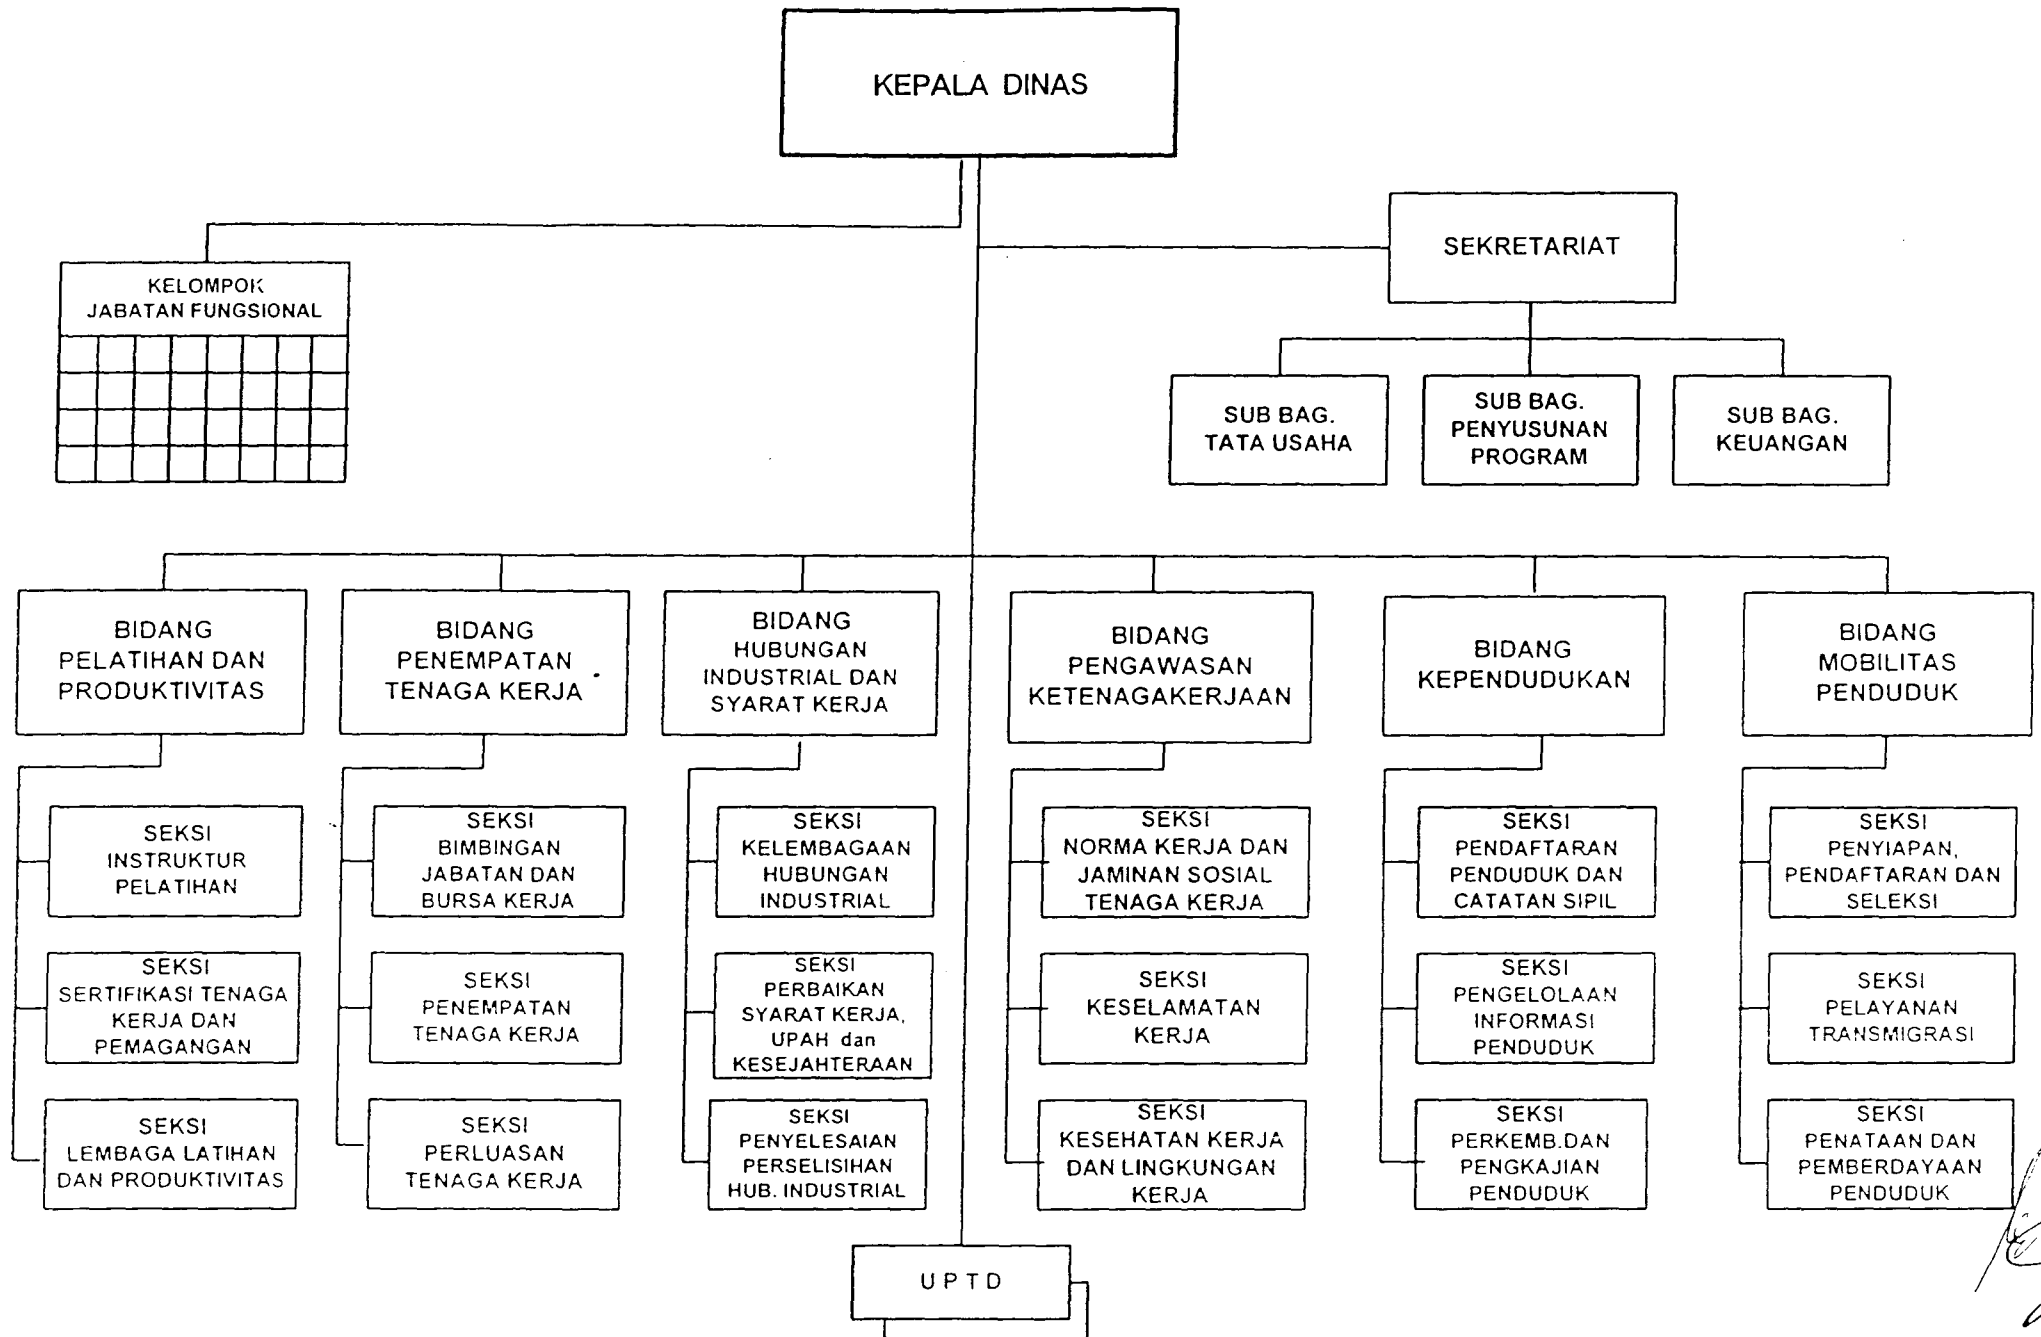 KEPALA DINAS
SEKRETARIAT
KELOMPOK
JABATAN FUNGSIONAL
SUB BAG.
TATA USAHA
SUB BAG.
PENYUSUNAN
PROGRAM
SUB BAG.
KEUANGAN
BIDANG
PELATIHAN DAN
PRODUKTIVITAS
BIDANG
PENEMPATAN
TENAGA KERJA
BIDANG
HUBUNGAN
INDUSTRIAL DAN
SYARAT KERJA
BIDANG
PENGAWASAN
KETENAGAKERJAAN
BIDANG
KEPENDUDUKAN
BIDANG
MOBILITAS
PENDUDUK
SEKSI
INSTRUKTUR
PELATIHAN
SEKSI
BIMBINGAN
JABATAN DAN
BURSA KERJA
SEKSI
KELEMBAGAAN
HUBUNGAN
INDUSTRIAL
SEKSI
NORMA KERJA DAN
JAMINAN SOSIAL
TENAGA KERJA
SEKSI
PENDAFTARAN
PENDUDUK DAN
CATATAN SIPIL
SEKSI
PENYIAPAN,
PENDAFTARAN DAN
SELEKSI
SEKSI
SERTIFIKASI TENAGA
KERJA DAN
PEMAGANGAN
SEKSI
PENEMPATAN
TENAGA KERJA
SEKSI
PERBAIKAN
SYARAT KERJA,
UPAH dan
KESEJAHTERAAN
SEKSI
KESELAMATAN
KERJA
SEKSI
PENGELOLAAN
INFORMASI
PENDUDUK
SEKSI
PELAYANAN
TRANSMIGRASI
SEKSI
LEMBAGA LATIHAN
DAN PRODUKTIVITAS
SEKSI
PERLUASAN
TENAGA KERJA
SEKSI
PENYELESAIAN
PERSELISIHAN
HUB. INDUSTRIAL
SEKSI
KESEHATAN KERJA
DAN LINGKUNGAN
KERJA
SEKSI
PERKEMB.DAN
PENGKAJIAN
PENDUDUK
SEKSI
PENATAAN DAN
PEMBERDAYAAN
PENDUDUK
U P T D